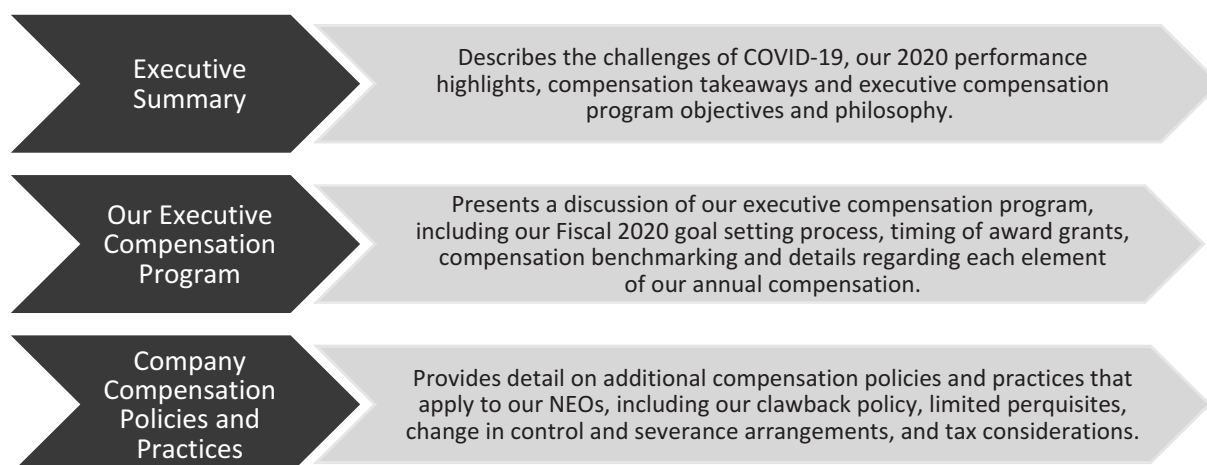 Executive
Summary
Describes the challenges of COVID-19, our 2020 performance
highlights, compensation takeaways and executive compensation
program objectives and philosophy.
Our Executive
Compensation
Program
Presents a discussion of our executive compensation program,
including our Fiscal 2020 goal setting process, timing of award grants,
compensation benchmarking and details regarding each element
of our annual compensation.
Company
Compensation
Policies and
Practices
Provides detail on additional compensation policies and practices that
apply to our NEOs, including our clawback policy, limited perquisites,
change in control and severance arrangements, and tax considerations.